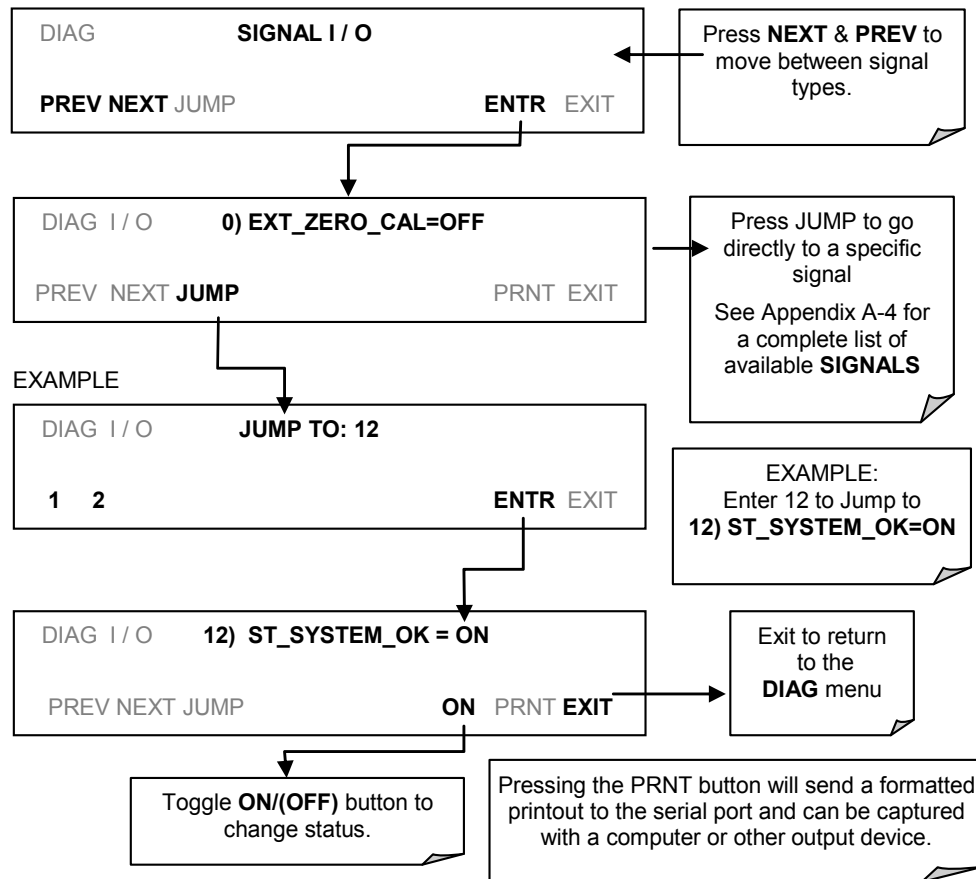 DIAG SIGNAL I / O
PREV NEXT JUMP ENTR EXIT
Press NEXT & PREV to
move between signal
types.
DIAG I / O 0) EXT_ZERO_CAL=OFF
PREV NEXT JUMP PRNT EXIT
Press JUMP to go
directly to a specific
signal
See Appendix A-4 for
a complete list of
available SIGNALS
EXAMPLE
DIAG I / O JUMP TO: 12
1 2 ENTR EXIT
EXAMPLE:
Enter 12 to Jump to
12) ST_SYSTEM_OK=ON
DIAG I / O 12) ST_SYSTEM_OK = ON
PREV NEXT JUMP ON PRNT EXIT
Exit to return
to the
DIAG menu
Toggle ON/(OFF) button to
change status.
Pressing the PRNT button will send a formatted
printout to the serial port and can be captured
with a computer or other output device.